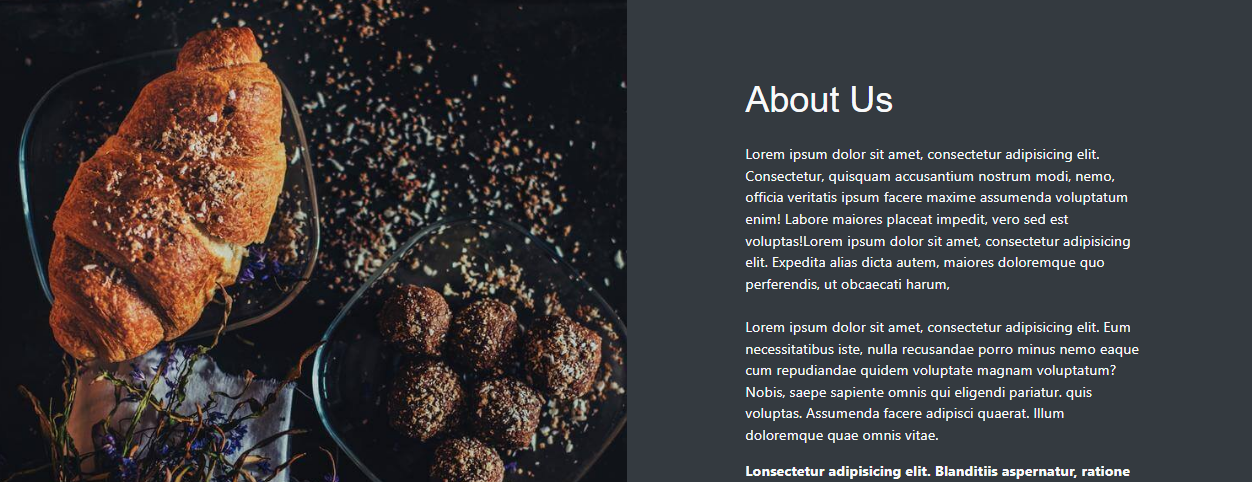 About Us
Lorem ipsum dolor sit amet, consectetur adipisicing elit.
Consectetur, quisquam accusantium nostrum modi, nemo,
officia veritatis ipsum facere maxime assumenda voluptatum
enim! Labore maiores placeat impedit, vero sed est
voluptas!Lorem ipsum dolor sit amet, consectetur adipisicing
elit. Expedita alias dicta autem, maiores doloremque quo
perferendis, ut obcaecati harum,
Lorem ipsum dolor sit amet, consectetur adipisicing elit. Eum
necessitatibus iste, nulla recusandae porro minus nemo eaque
cum repudiandae quidem voluptate magnam voluptatum?
Nobis, saepe sapiente omnis qui eligendi pariatur. quis
voluptas. Assumenda facere adipisci quaerat. Illum
doloremque quae omnis vitae.
Lonsectetur adipisicing elit. Blanditiis aspernatur, ratione